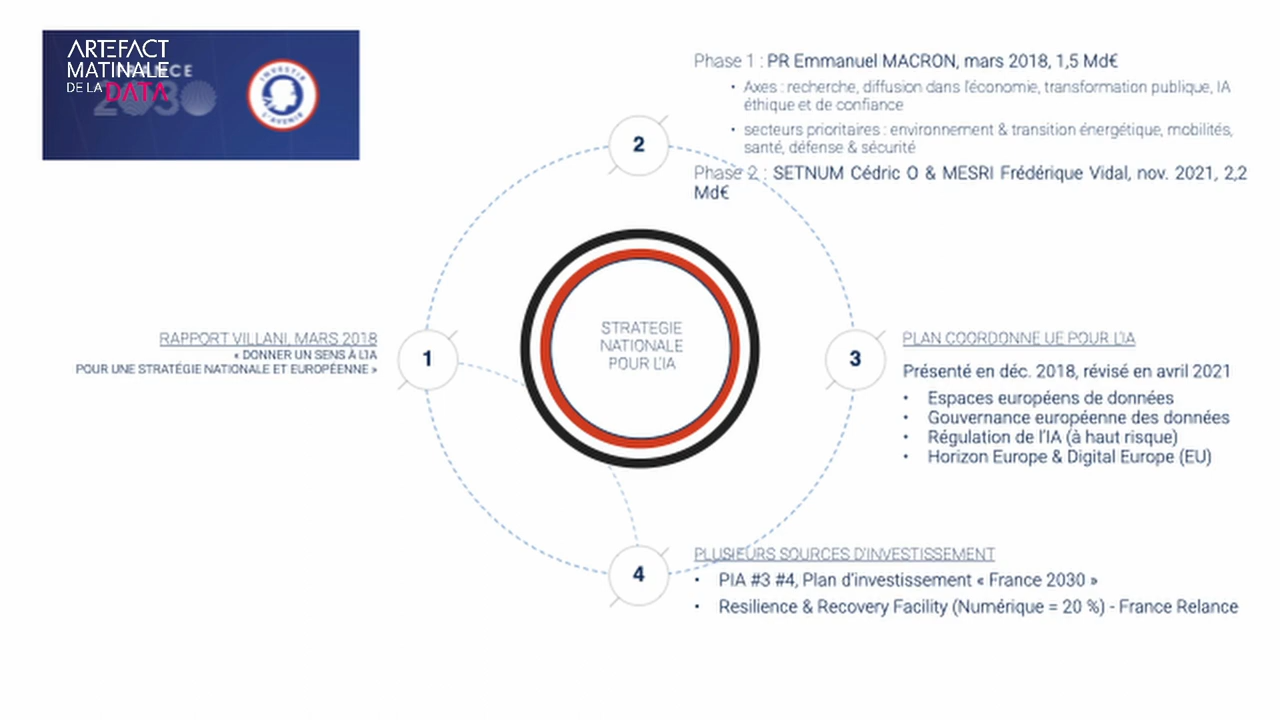 ARTEFACT
MATINALE
DE LA DATA
FRANCE
2030
INVESTIR
L'AVENIR
Phase 1 : PR Emmanuel MACRON, mars 2018, 1,5 Md€
• Axes : recherche, diffusion dans l'économie, transformation publique, IA
éthique et de confiance
• secteurs prioritaires : environnement & transition énergétique, mobilités,
santé, défense & sécurité
Phase 2 : SETNUM Cédric O & MESRI Frédérique Vidal, nov. 2021, 2,2
Md€
2
STRATEGIE
NATIONALE
POUR L'IA
RAPPORT VILLANI, MARS 2018
« DONNER UN SENS À L'IA
POUR UNE STRATÉGIE NATIONALE ET EUROPÉENNE »
1
3
PLAN COORDONNE UE POUR L'IA
Présenté en déc. 2018, révisé en avril 2021
• Espaces européens de données
• Gouvernance européenne des données
• Régulation de l'IA (à haut risque)
• Horizon Europe & Digital Europe (EU)
4
PLUSIEURS SOURCES D'INVESTISSEMENT
• PIA #3 #4, Plan d'investissement « France 2030 »
• Resilience & Recovery Facility (Numérique = 20 %) - France Relance